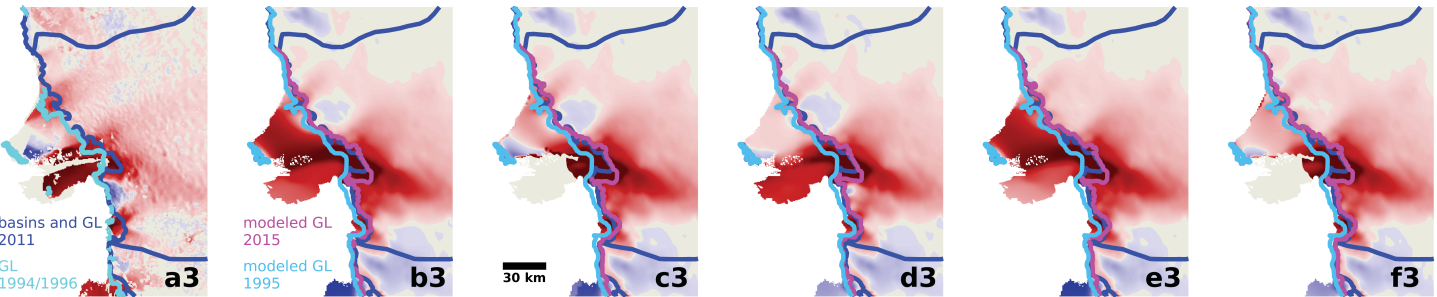 basins and GL
2011
GL
1994/1996
a3
modeled GL
2015
modeled GL
1995
b3
30 km
c3
d3
e3
f3